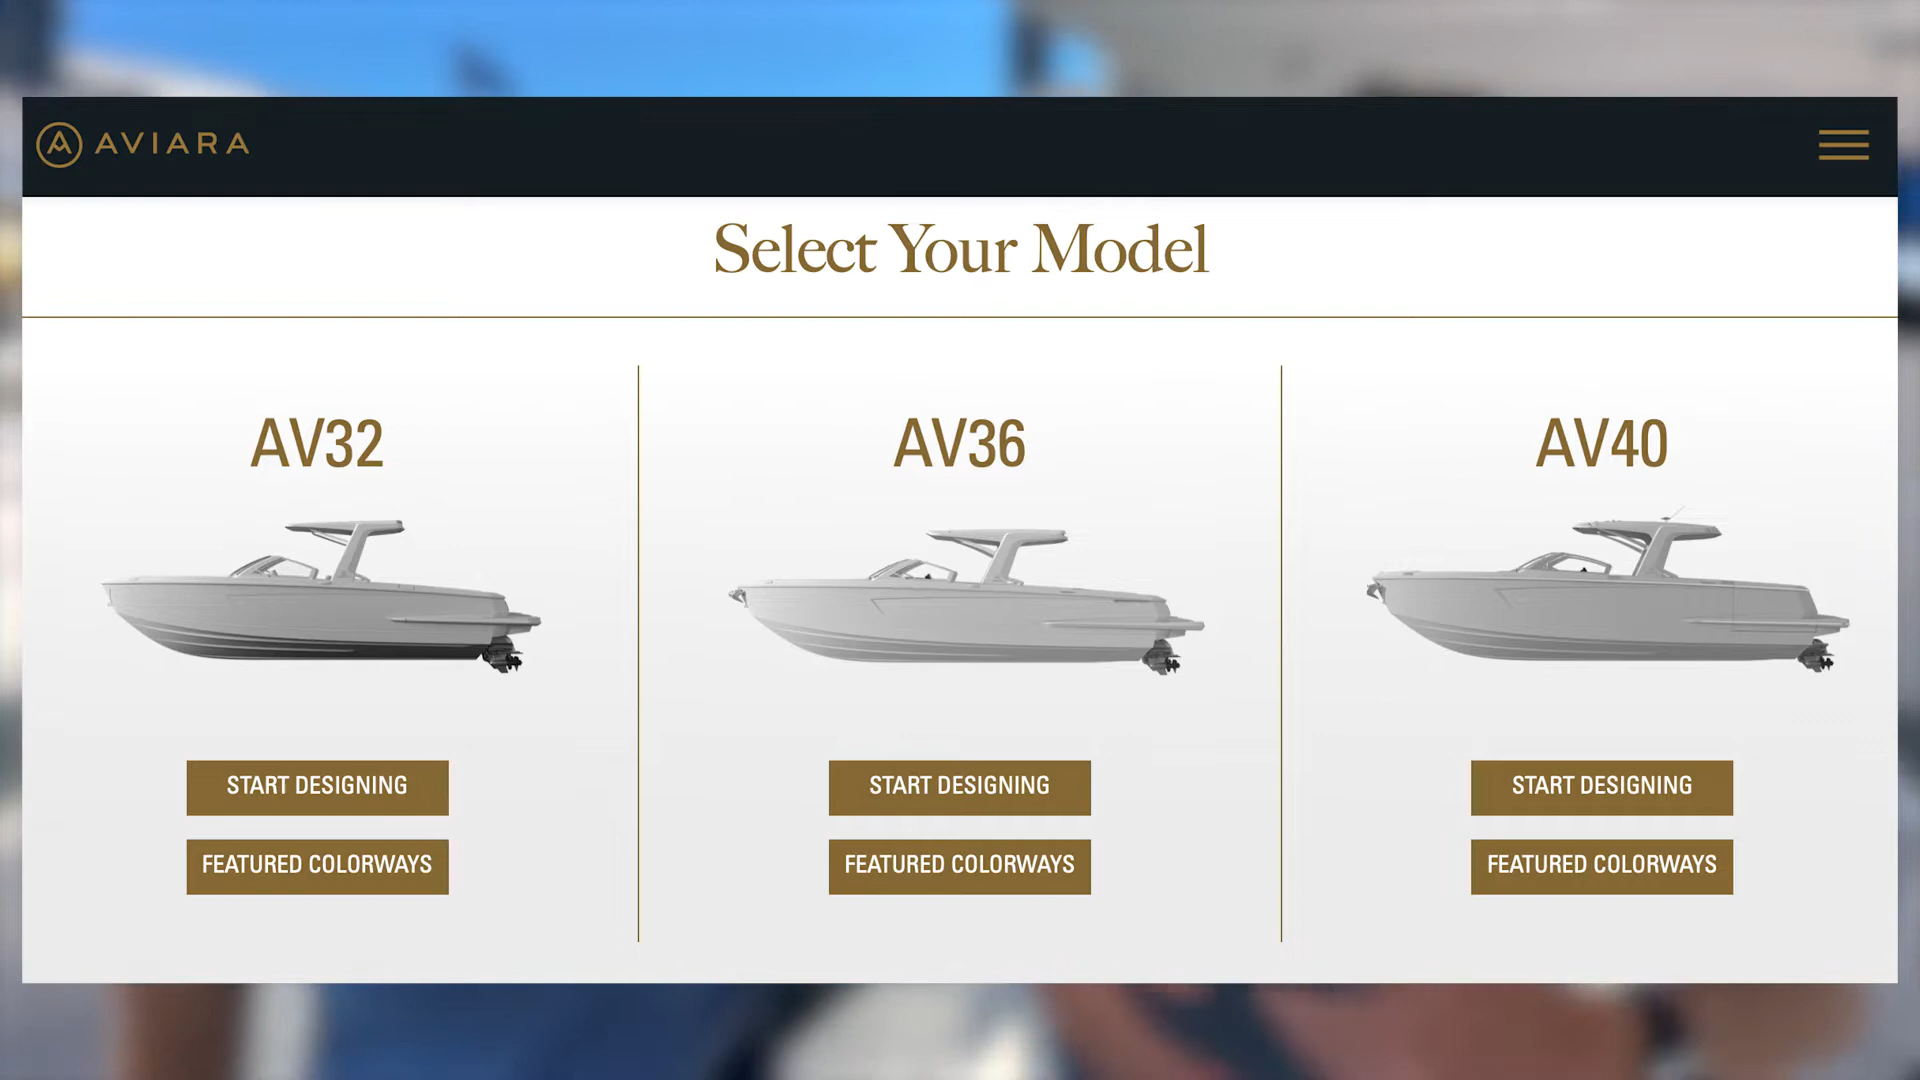 AVIARA
Select Your Model
AV32
AV36
AV40
START DESIGNING
START DESIGNING
START DESIGNING
FEATURED COLORWAYS
FEATURED COLORWAYS
FEATURED COLORWAYS